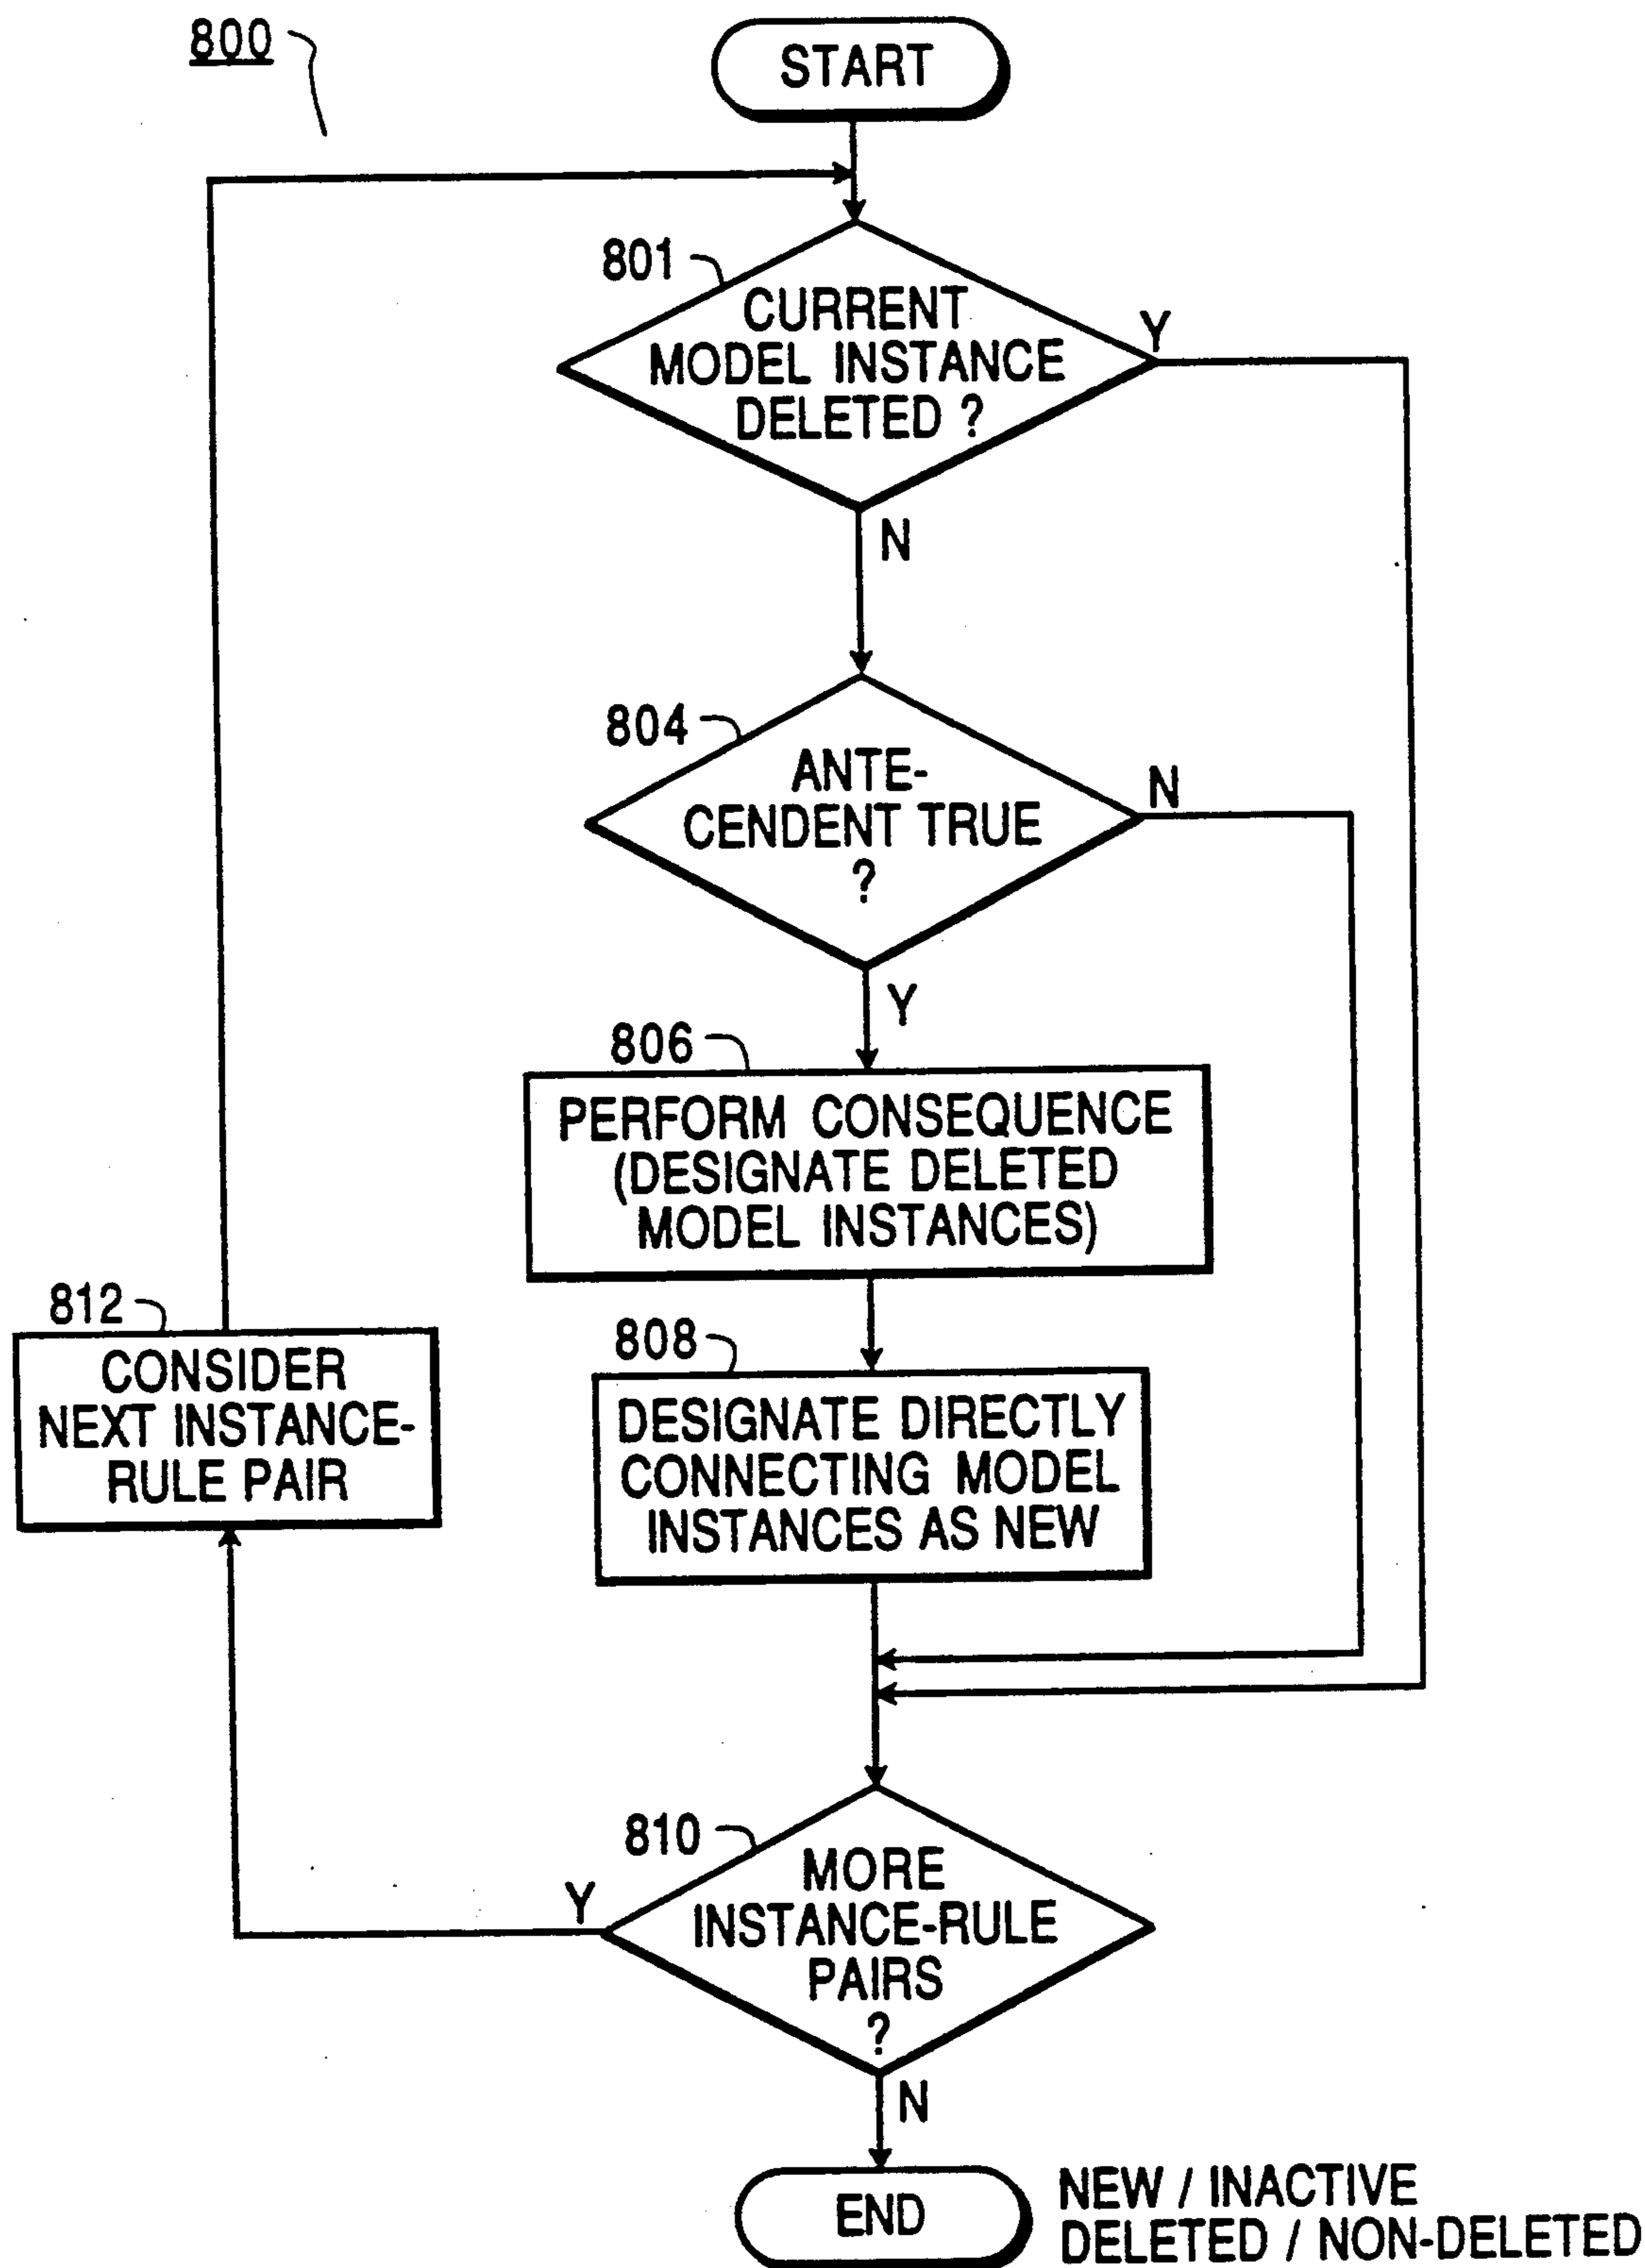 800
START
801
CURRENT
MODEL INSTANCE
DELETED ?
Y
N
804
ANTE-
CENDENT TRUE
?
N
Y
806
PERFORM CONSEQUENCE
(DESIGNATE DELETED
MODEL INSTANCES)
812
CONSIDER
NEXT INSTANCE-
RULE PAIR
808
DESIGNATE DIRECTLY
CONNECTING MODEL
INSTANCES AS NEW
810
MORE
INSTANCE-RULE
PAIRS
?
Y
N
END
NEW / INACTIVE
DELETED / NON-DELETED